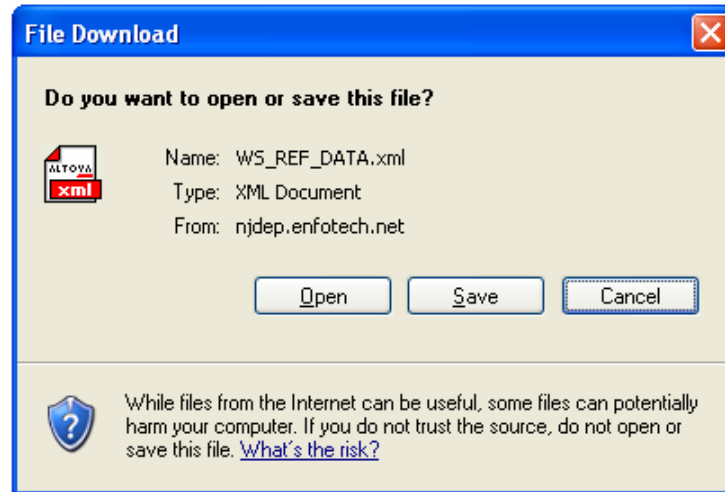 File Download
Do you want to open or save this file?
ALTOVA
xml
Name: WS_REF_DATA.xml
Type: XML Document
From: njdep.enfotech.net
Open Save Cancel
While files from the Internet can be useful, some files can potentially
harm your computer. If you do not trust the source, do not open or
save this file. What's the risk?